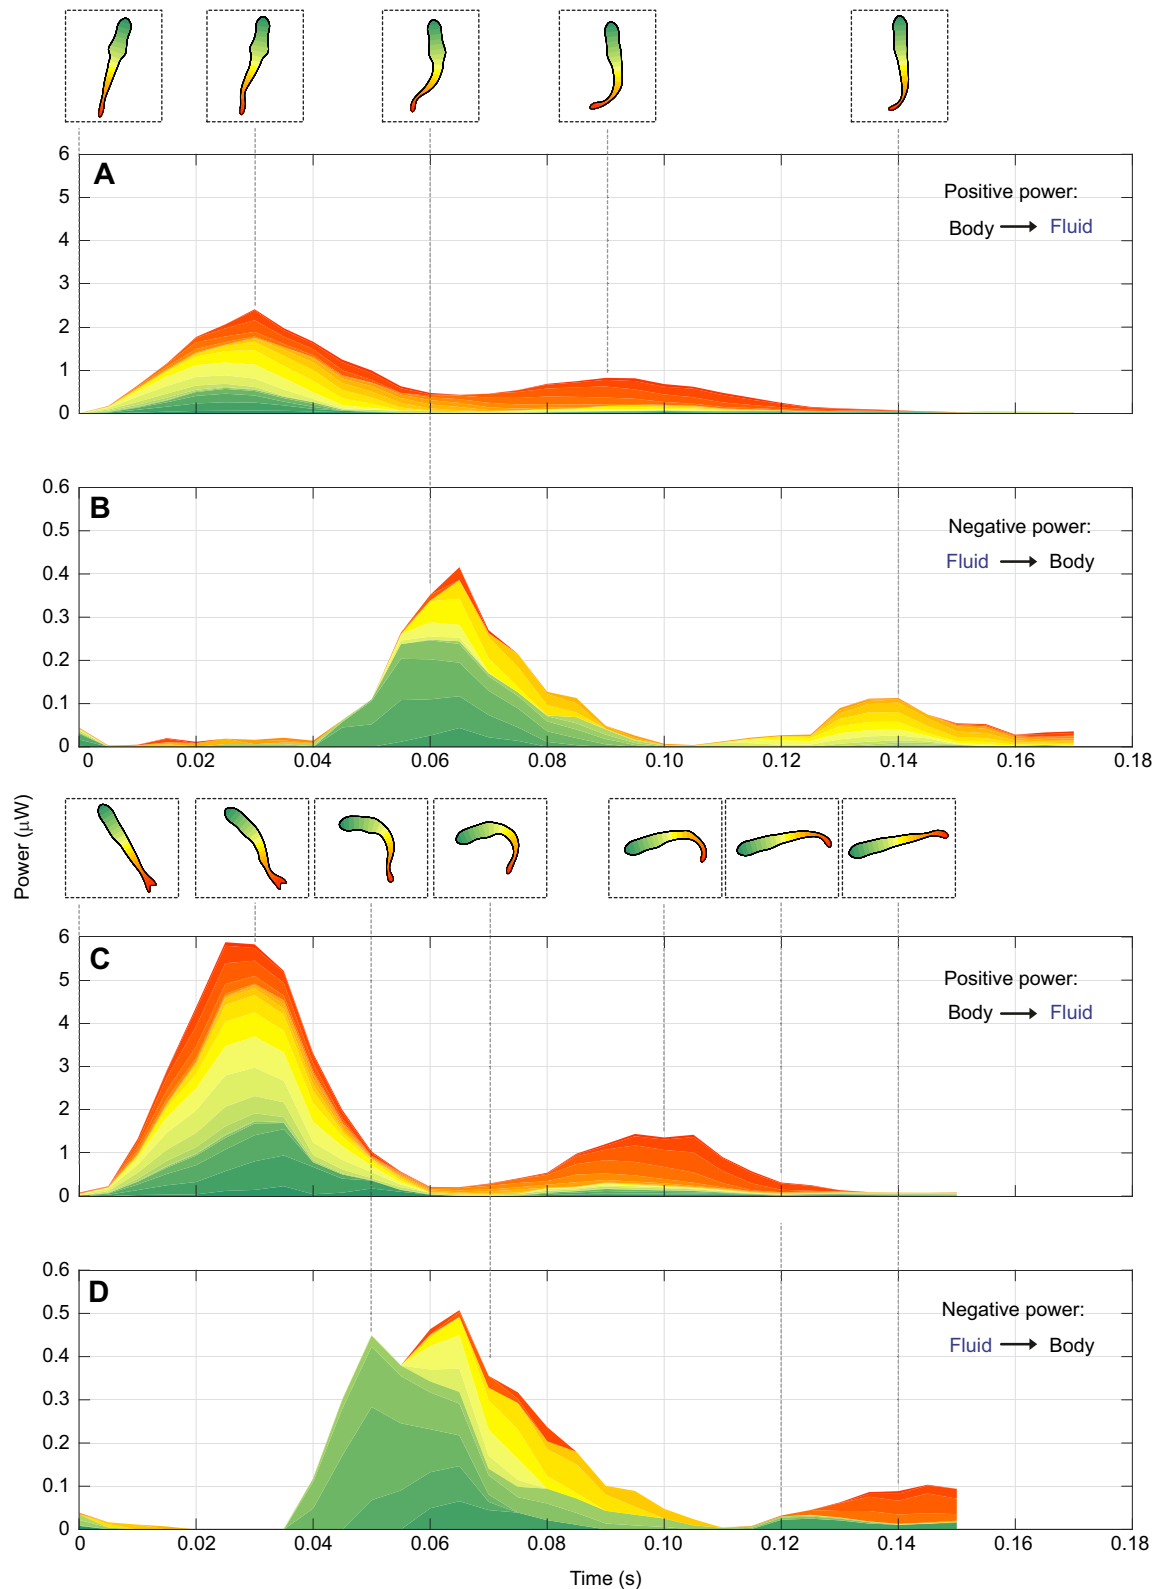 A
6
5
4
3
2
1
0
Positive power:
Body → Fluid
B
0.6
0.5
0.4
0.3
0.2
0.1
0
Negative power:
Fluid → Body
0 0.02 0.04 0.06 0.08 0.10 0.12 0.14 0.16 0.18
Power (μW)
C
6
5
4
3
2
1
0
Positive power:
Body → Fluid
D
0.6
0.5
0.4
0.3
0.2
0.1
0
Negative power:
Fluid → Body
0 0.02 0.04 0.06 0.08 0.10 0.12 0.14 0.16 0.18
Time (s)